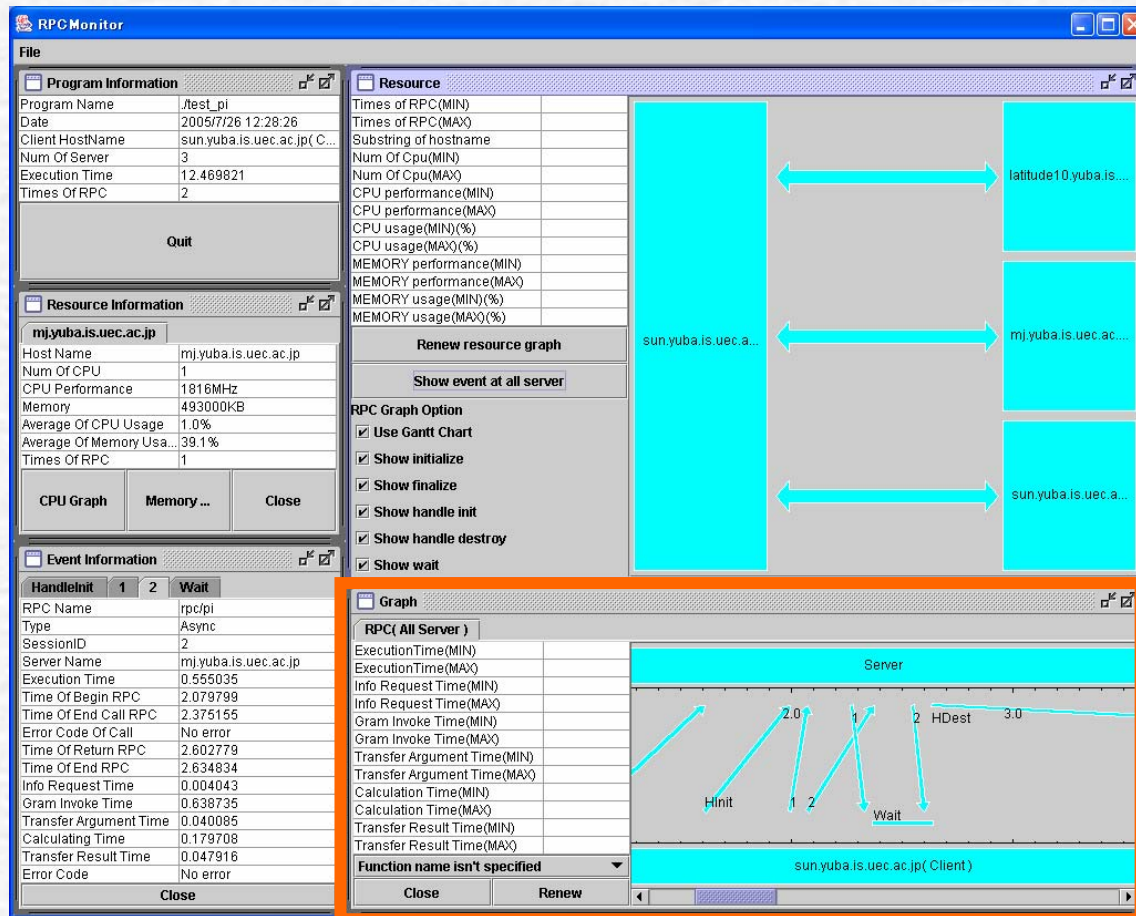 RPCMonitor
File
Program Information
Program Name ./test_pi
Date 2005/7/26 12:28:26
Client HostName sun.yuba.is.uec.ac.jp( C...
Num Of Server 3
Execution Time 12.469821
Times Of RPC 2
Quit
Resource Information
mj.yuba.is.uec.ac.jp
Host Name mj.yuba.is.uec.ac.jp
Num Of CPU 1
CPU Performance 1816MHz
Memory 493000KB
Average Of CPU Usage 1.0%
Average Of Memory Usa... 39.1%
Times Of RPC 1
CPU Graph Memory ... Close
Event Information
HandleInit 1 2 Wait
RPC Name rpc/pi
Type Async
SessionID 2
Server Name mj.yuba.is.uec.ac.jp
Execution Time 0.555035
Time Of Begin RPC 2.079799
Time Of End Call RPC 2.375155
Error Code Of Call No error
Time Of Return RPC 2.602779
Time Of End RPC 2.634834
Info Request Time 0.004043
Gram Invoke Time 0.638735
Transfer Argument Time 0.040085
Calculating Time 0.179708
Transfer Result Time 0.047916
Error Code No error
Close
Resource
Times of RPC(MIN)
Times of RPC(MAX)
Substring of hostname
Num Of Cpu(MIN)
Num Of Cpu(MAX)
CPU performance(MIN)
CPU performance(MAX)
CPU usage(MIN)(%)
CPU usage(MAX)(%)
MEMORY performance(MIN)
MEMORY performance(MAX)
MEMORY usage(MIN)(%)
MEMORY usage(MAX)(%)
Renew resource graph
Show event at all server
RPC Graph Option
Use Gantt Chart
Show initialize
Show finalize
Show handle init
Show handle destroy
Show wait
sun.yuba.is.uec.a...
latitude10.yuba.is....
mj.yuba.is.uec.ac....
sun.yuba.is.uec.a...
Graph
RPC( All Server )
ExecutionTime(MIN)
ExecutionTime(MAX)
Info Request Time(MIN)
Info Request Time(MAX)
Gram Invoke Time(MIN)
Gram Invoke Time(MAX)
Transfer Argument Time(MIN)
Transfer Argument Time(MAX)
Calculation Time(MIN)
Calculation Time(MAX)
Transfer Result Time(MIN)
Transfer Result Time(MAX)
Function name isn't specified
Close Renew
Server
2.0 1 2 HDest 3.0
HInit 1 2
Wait
sun.yuba.is.uec.ac.jp( Client )